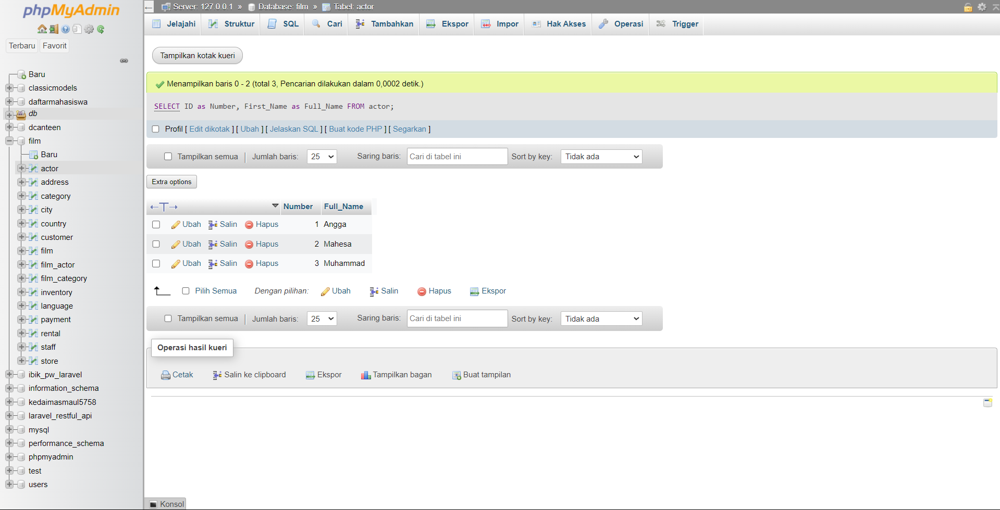 phpMyAdmin
Terbaru Favorit
Baru
classicmodels
daftarmahasiswa
db
dcanteen
film
Baru
actor
address
category
city
country
customer
film
film_actor
film_category
inventory
language
payment
rental
staff
store
ibik_pw_laravel
information_schema
kedaimasmaul5758
laravel_restful_api
mysql
performance_schema
phpmyadmin
test
users
Server: 127.0.0.1 » Database: film » Tabel: actor
Jelajahi Struktur SQL Cari Tambahkan Ekspor Impor Hak Akses Operasi Trigger
Tampilkan kotak kueri
Menampilkan baris 0 - 2 (total 3, Pencarian dilakukan dalam 0,0002 detik.)
SELECT ID as Number, First_Name as Full_Name FROM actor;
Profil [ Edit dikotak ] [ Ubah ] [ Jelaskan SQL ] [ Buat kode PHP ] [ Segarkan ]
Tampilkan semua | Jumlah baris: 25 Saring baris: Cari di tabel ini Sort by key: Tidak ada
Extra options
←T→ Number Full_Name
Ubah Salin Hapus 1 Angga
Ubah Salin Hapus 2 Mahesa
Ubah Salin Hapus 3 Muhammad
Pilih Semua Dengan pilihan: Ubah Salin Hapus Ekspor
Tampilkan semua | Jumlah baris: 25 Saring baris: Cari di tabel ini Sort by key: Tidak ada
Operasi hasil kueri
Cetak Salin ke clipboard Ekspor Tampilkan bagan Buat tampilan
Konsol